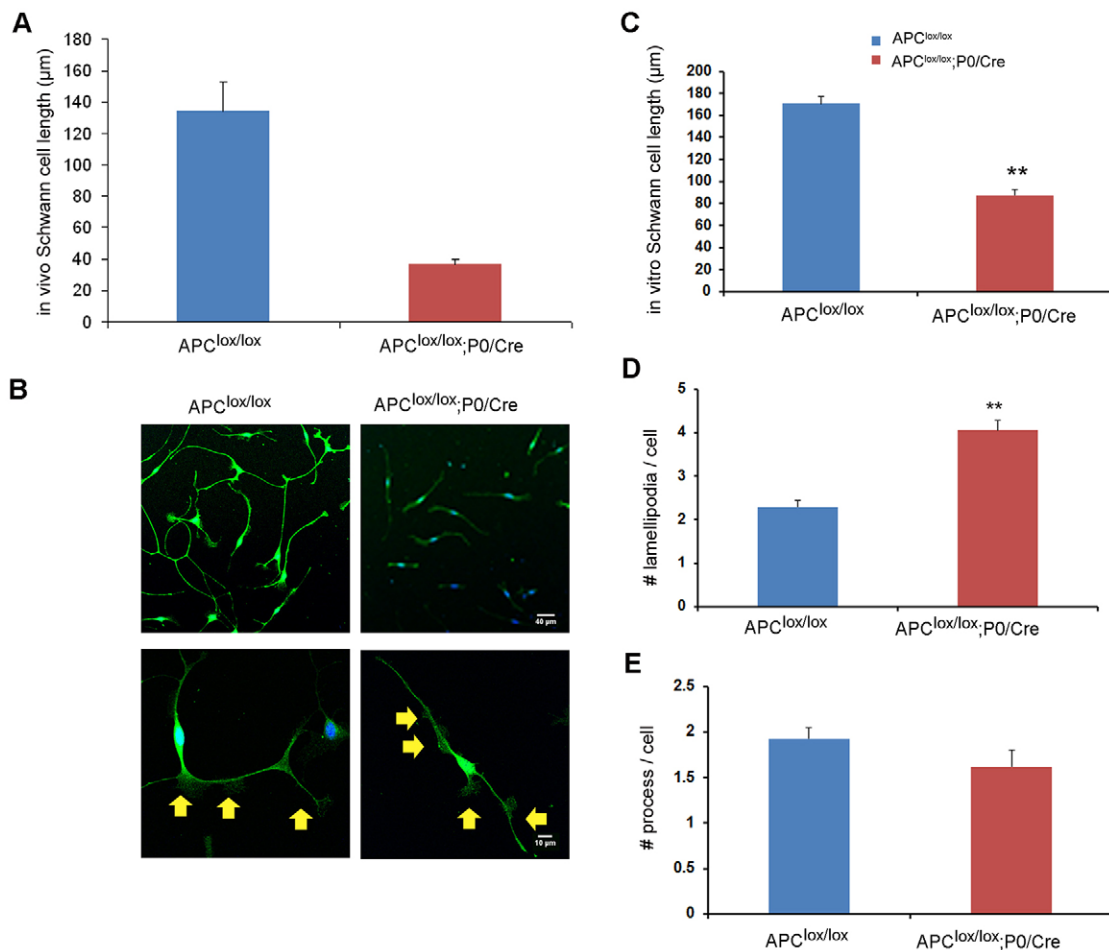 A
in vivo Schwann cell length (µm)
180
160
140
120
100
80
60
40
20
0
APClox/lox
APClox/lox;P0/Cre
B
APClox/lox
APClox/lox;P0/Cre
40 µm
10 µm
C
APClox/lox
APClox/lox;P0/Cre
in vitro Schwann cell length (µm)
200
180
160
140
120
100
80
60
40
20
0
**
APClox/lox
APClox/lox;P0/Cre
D
# lamellipodia / cell
5
4
3
2
1
0
**
APClox/lox
APClox/lox;P0/Cre
E
# process / cell
2.5
2
1.5
1
0.5
0
APClox/lox
APClox/lox;P0/Cre